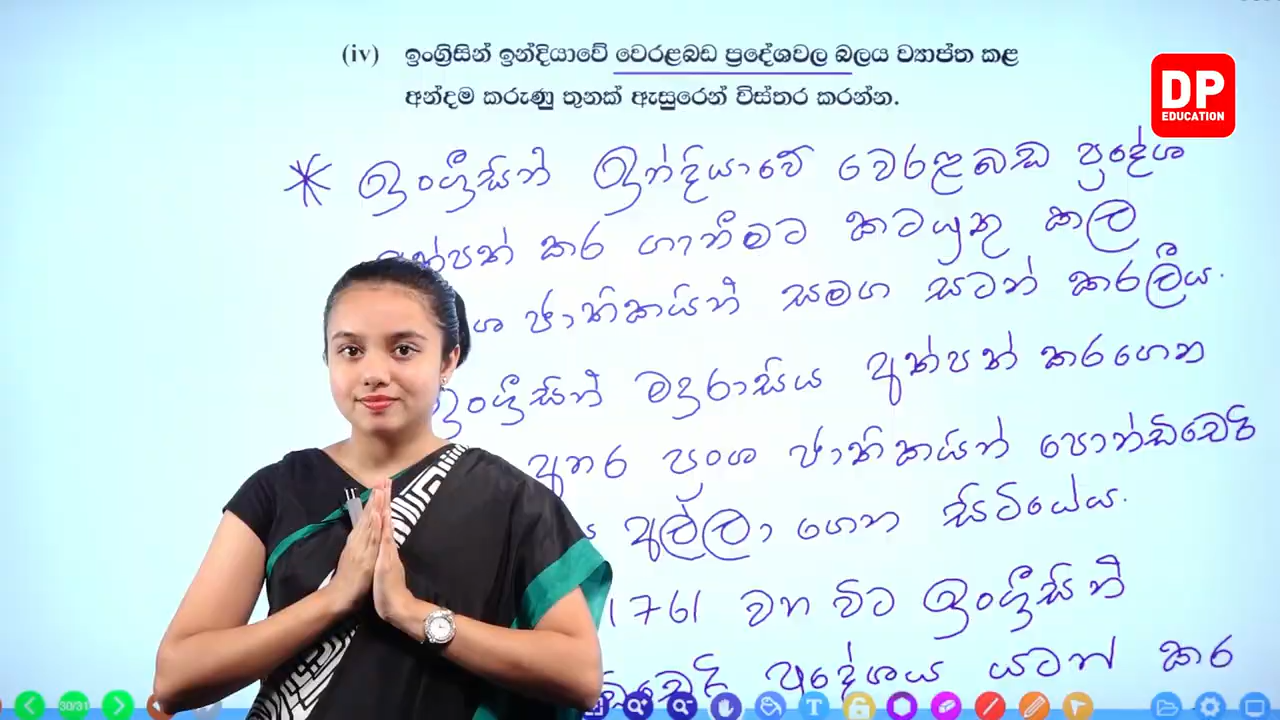 (iv) ඉංග්‍රීසින් ඉන්දියාවේ වෙරළබඩ ප්‍රදේශවල බලය ව්‍යාප්ත කළ
අන්දම කරුණු තුනක් ඇසුරෙන් විස්තර කරන්න.
DP
EDUCATION
ඉංග්‍රීසින් ඉන්දියාවේ වෙරළබඩ ප්‍රදේශ
කර ගැනීමට කටයුතු කල
ජාතිකයින් සමග සටන් කරලීය.
ඉංග්‍රීසින් මදුරාසිය අත්පත් කරගෙන
අතර ප්‍රංශ ජාතිකයින් පොන්ඩිචෙරි
අල්ලා ගෙන සිටියේය.
1761 වන විට ඉංග්‍රීසින්
ප්‍රදේශය යටත් කර
30/31